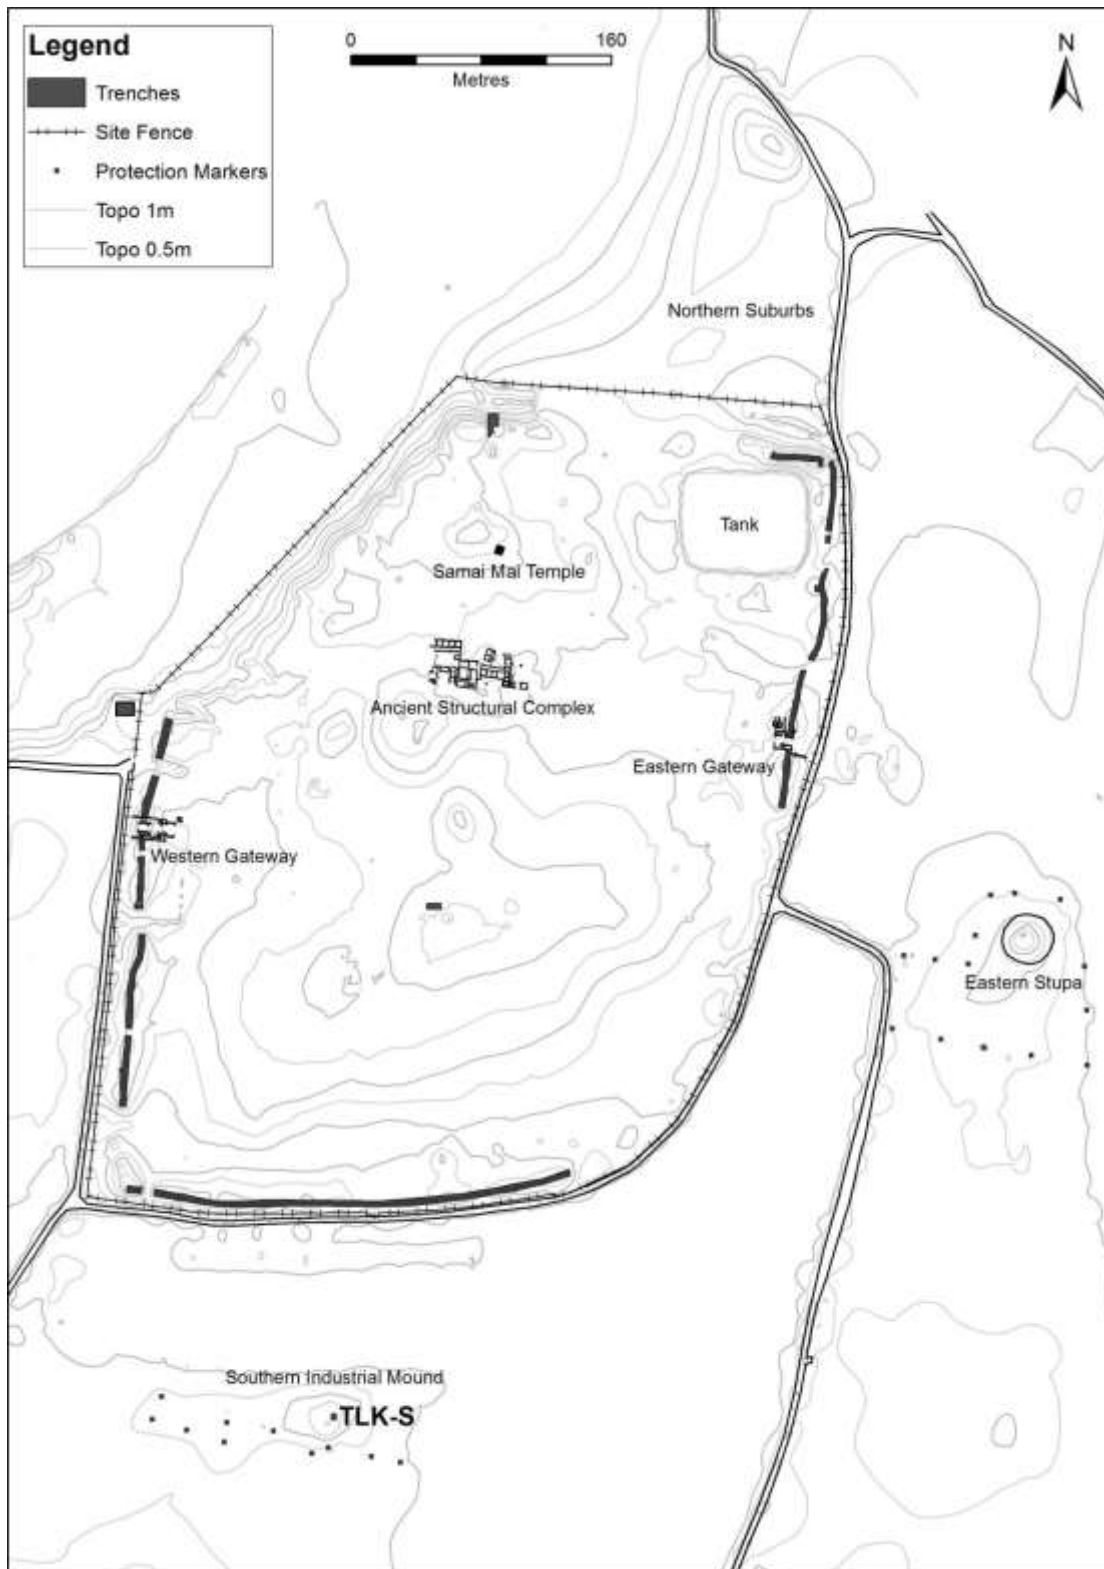 Legend
Trenches
Site Fence
Protection Markers
Topo 1m
Topo 0.5m
0 160
Metres
N
Northern Suburbs
Tank
Samai Mai Temple
Ancient Structural Complex
Eastern Gateway
Western Gateway
Eastern Stupa
Southern Industrial Mound
TLK-S